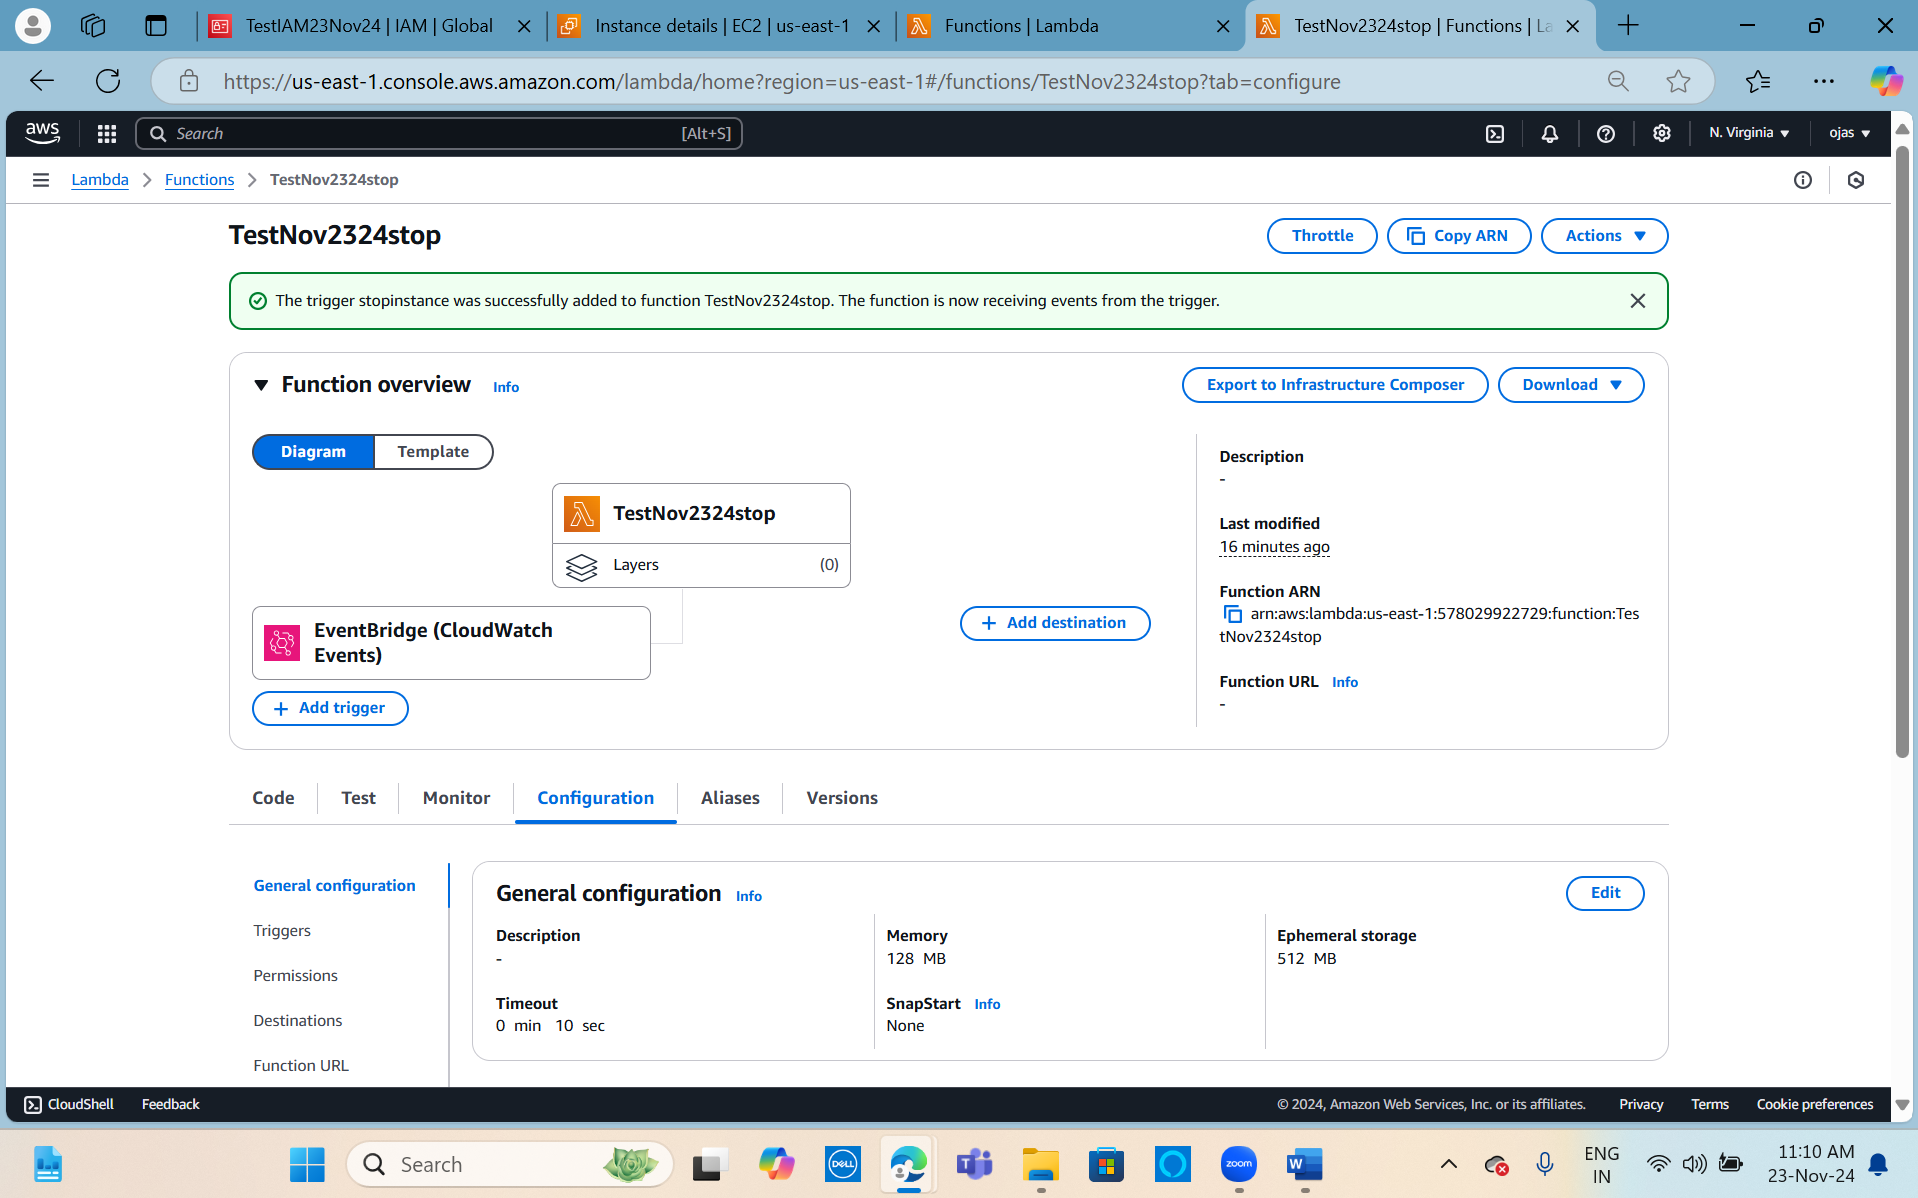 TestIAM23Nov24 | IAM | Global
Instance details | EC2 | us-east-1
Functions | Lambda
TestNov2324stop | Functions | La
https://us-east-1.console.aws.amazon.com/lambda/home?region=us-east-1#/functions/TestNov2324stop?tab=configure
aws
Search
[Alt+S]
N. Virginia
ojas
Lambda
Functions
TestNov2324stop
TestNov2324stop
Throttle
Copy ARN
Actions
The trigger stopinstance was successfully added to function TestNov2324stop. The function is now receiving events from the trigger.
Function overview
Info
Export to Infrastructure Composer
Download
Diagram
Template
TestNov2324stop
Layers
(0)
EventBridge (CloudWatch
Events)
Add trigger
Add destination
Description
-
Last modified
16 minutes ago
Function ARN
arn:aws:lambda:us-east-1:578029922729:function:Tes
tNov2324stop
Function URL
Info
-
Code
Test
Monitor
Configuration
Aliases
Versions
General configuration
Triggers
Permissions
Destinations
Function URL
General configuration
Info
Edit
Description
-
Timeout
0 min 10 sec
Memory
128 MB
SnapStart
Info
None
Ephemeral storage
512 MB
CloudShell
Feedback
© 2024, Amazon Web Services, Inc. or its affiliates.
Privacy
Terms
Cookie preferences
Search
DELL
zoom
W
ENG
IN
11:10 AM
23-Nov-24